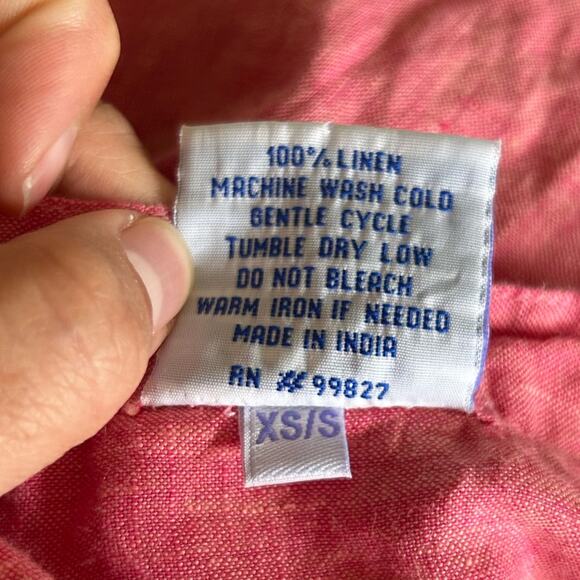 100% LINEN
MACHINE WASH COLD
GENTLE CYCLE
TUMBLE DRY LOW
DO NOT BLEACH
WARM IRON IF NEEDED
MADE IN INDIA
RN # 99827
XS/S